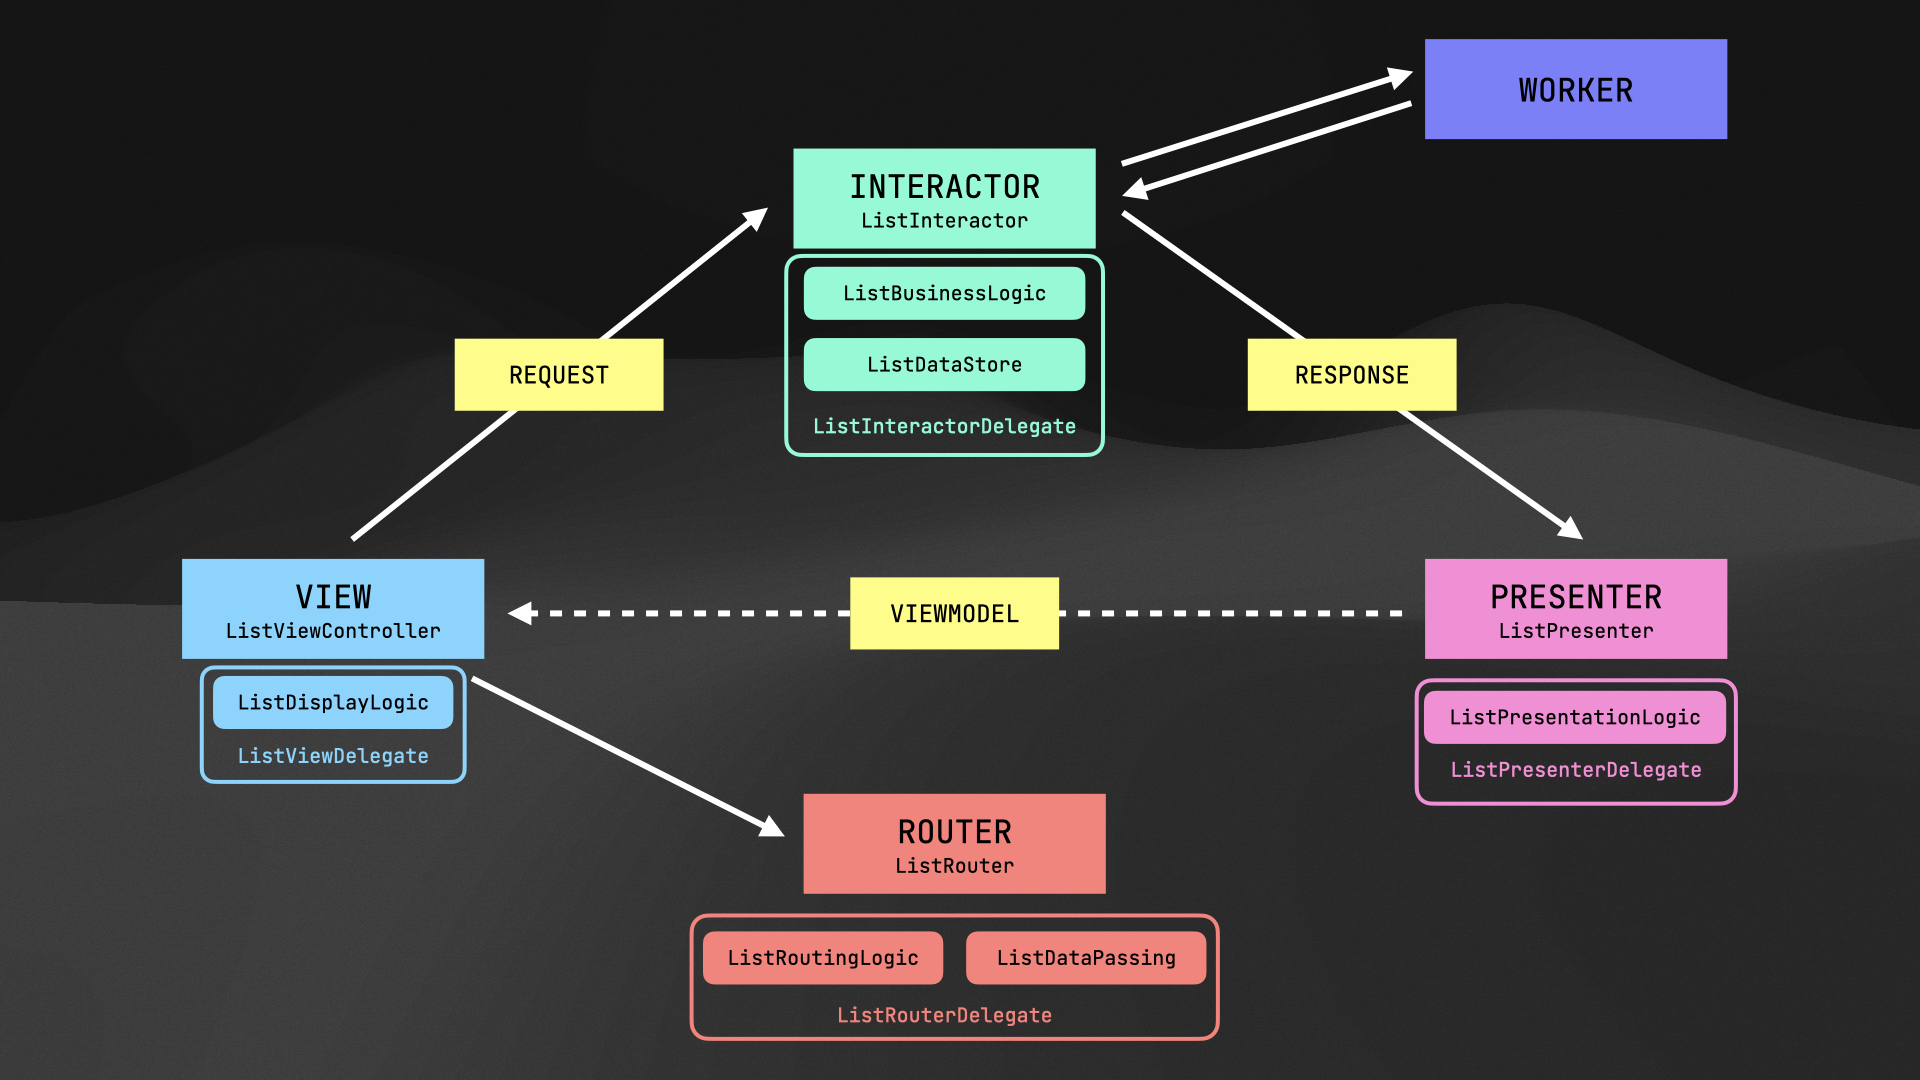 WORKER
INTERACTOR
ListInteractor
ListBusinessLogic
ListDataStore
ListInteractorDelegate
REQUEST
RESPONSE
VIEW
ListViewController
ListDisplayLogic
ListViewDelegate
VIEWMODEL
PRESENTER
ListPresenter
ListPresentationLogic
ListPresenterDelegate
ROUTER
ListRouter
ListRoutingLogic
ListDataPassing
ListRouterDelegate